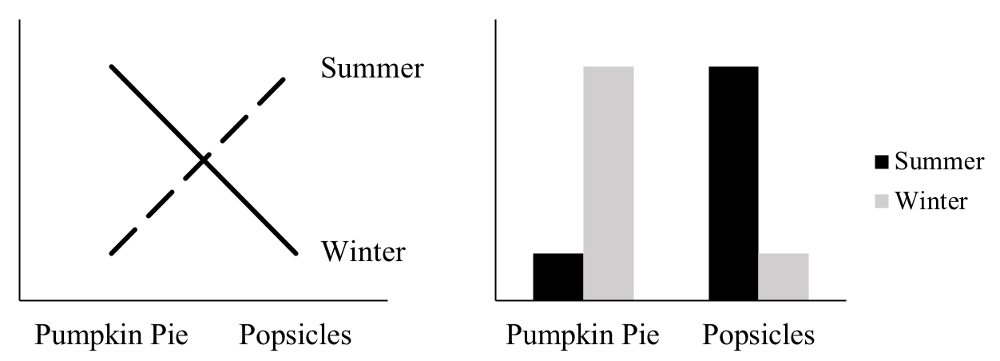 Summer
Winter
Pumpkin Pie Popsicles
Summer
Winter
Pumpkin Pie Popsicles